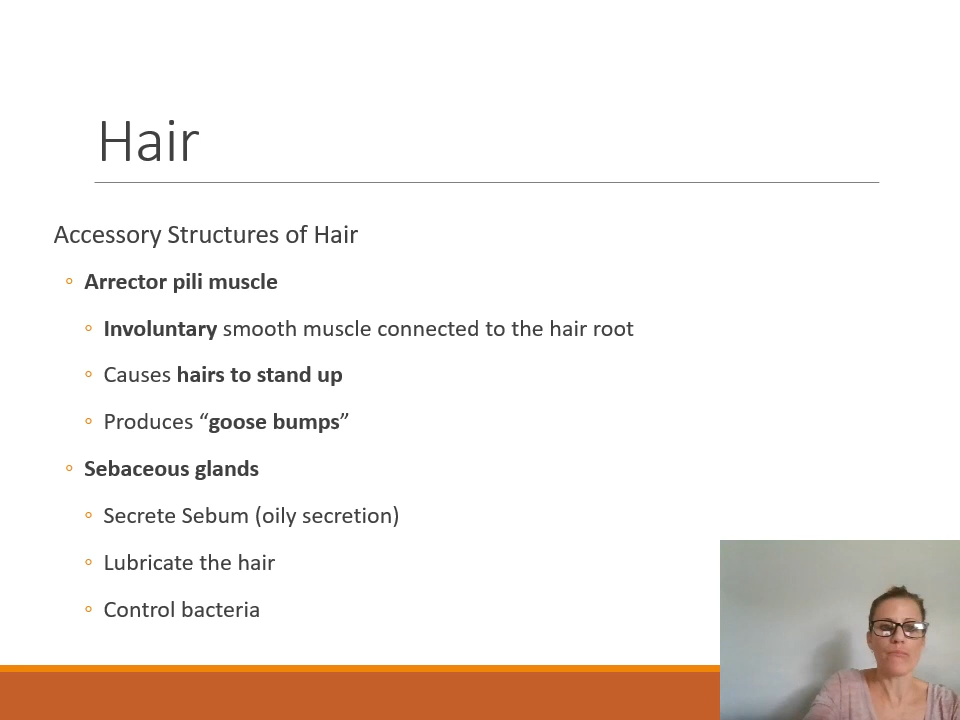 Hair
Accessory Structures of Hair
◦ Arrector pili muscle
◦ Involuntary smooth muscle connected to the hair root
◦ Causes hairs to stand up
◦ Produces “goose bumps”
◦ Sebaceous glands
◦ Secrete Sebum (oily secretion)
◦ Lubricate the hair
◦ Control bacteria